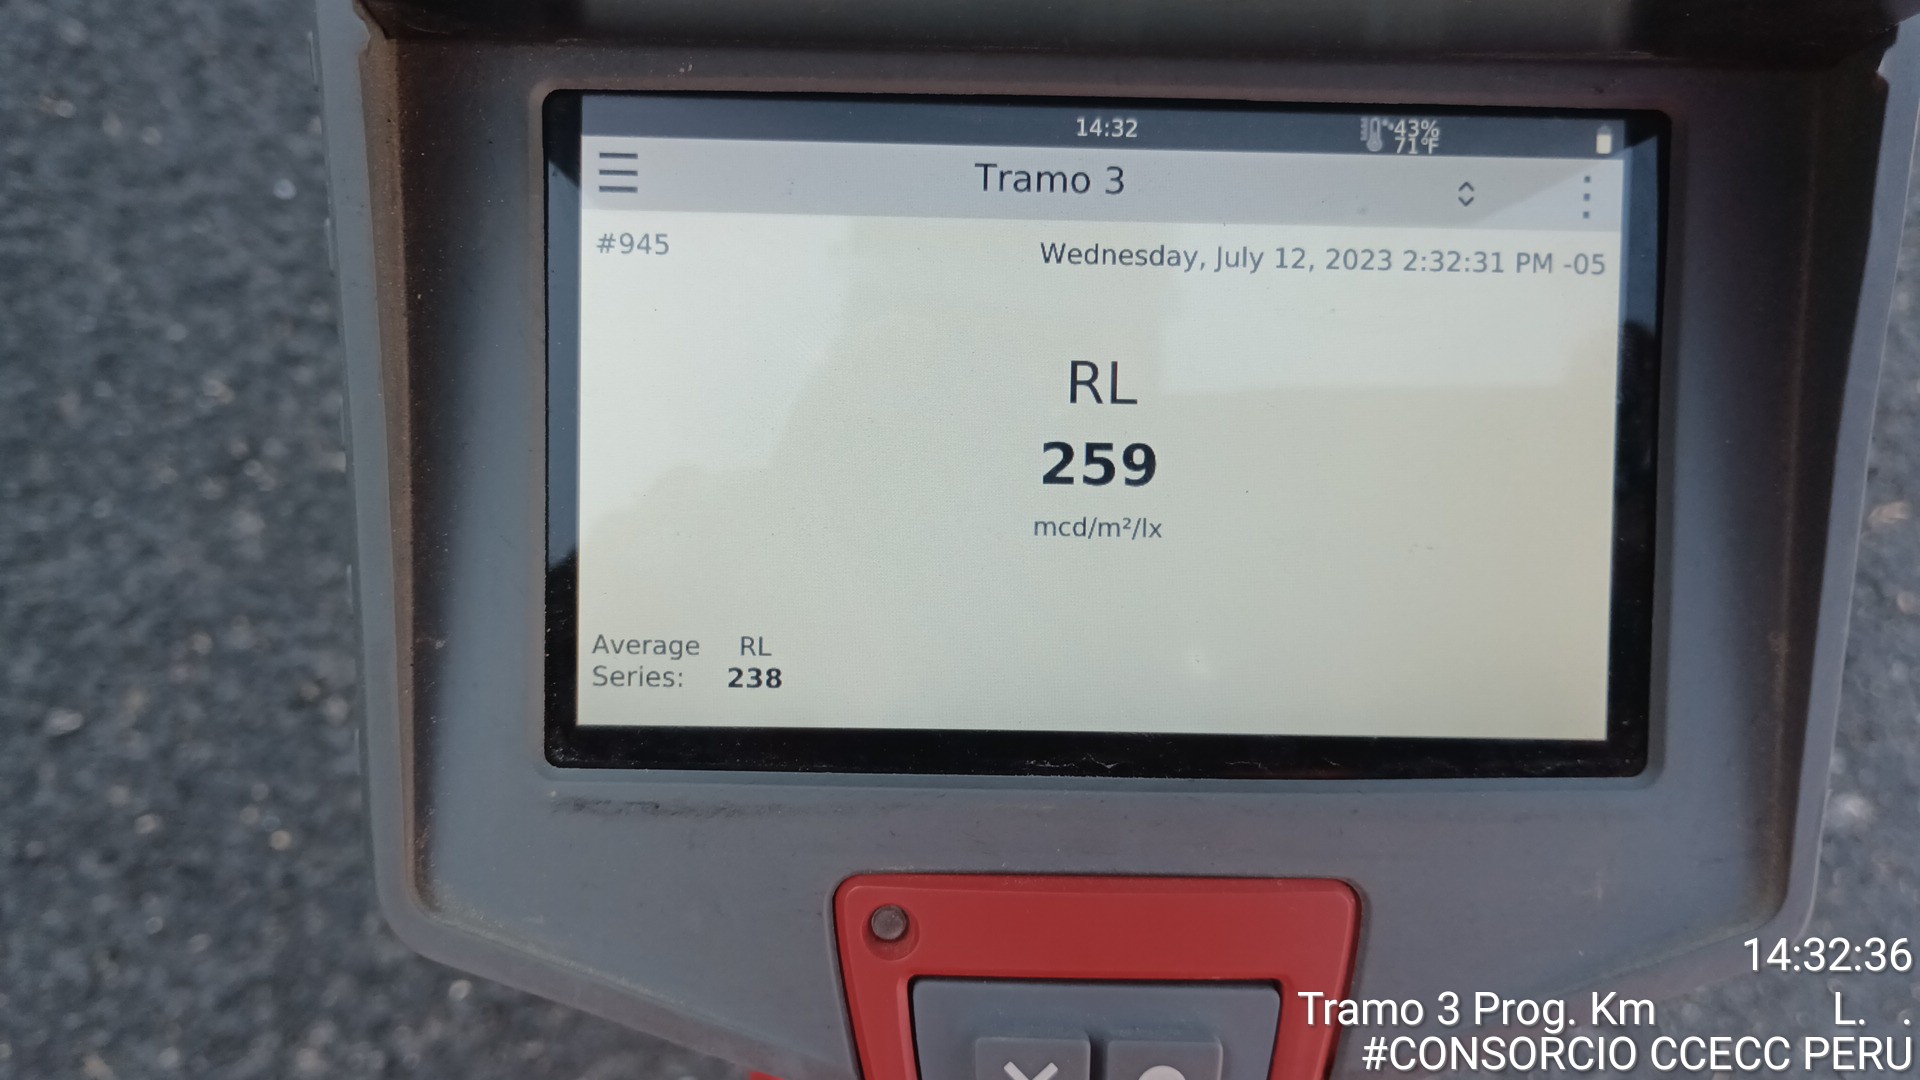 14:32
43%
71°F
Tramo 3
#945
Wednesday, July 12, 2023 2:32:31 PM -05
RL
259
mcd/m²/lx
Average RL
Series: 238
14:32:36
Tramo 3 Prog. Km L. .
#CONSORCIO CCECC PERU